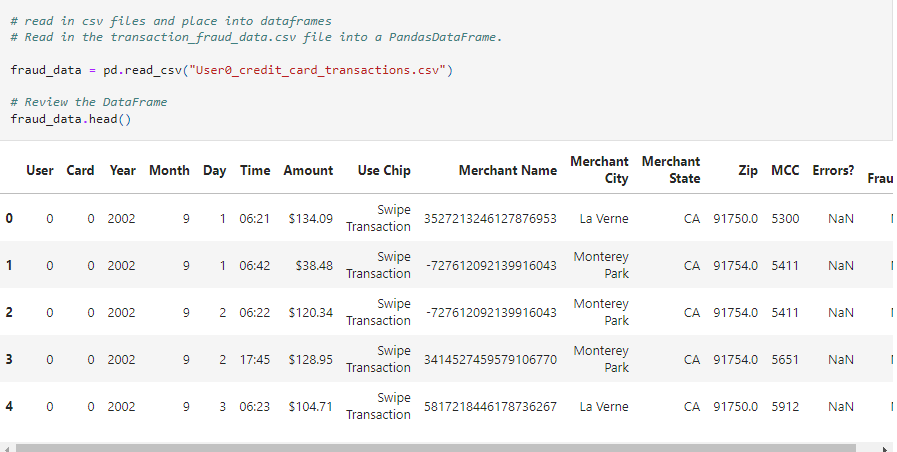 # read in csv files and place into dataframes
# Read in the transaction_fraud_data.csv file into a PandasDataFrame.
fraud_data = pd.read_csv("User0_credit_card_transactions.csv")
# Review the DataFrame
fraud_data.head()
User Card Year Month Day Time Amount Use Chip Merchant Name Merchant City Merchant State Zip MCC Errors? Frau
0 0 0 2002 9 1 06:21 $134.09 Swipe Transaction 3527213246127876953 La Verne CA 91750.0 5300 NaN
1 0 0 2002 9 1 06:42 $38.48 Swipe Transaction -727612092139916043 Monterey Park CA 91754.0 5411 NaN
2 0 0 2002 9 2 06:22 $120.34 Swipe Transaction -727612092139916043 Monterey Park CA 91754.0 5411 NaN
3 0 0 2002 9 2 17:45 $128.95 Swipe Transaction 3414527459579106770 Monterey Park CA 91754.0 5651 NaN
4 0 0 2002 9 3 06:23 $104.71 Swipe Transaction 5817218446178736267 La Verne CA 91750.0 5912 NaN